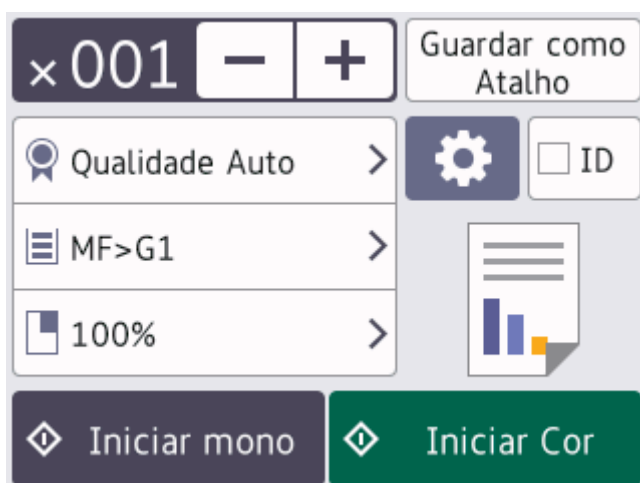 ×001 − +
Guardar como
Atalho
Qualidade Auto >
ID
MF>G1 >
100% >
Iniciar mono
Iniciar Cor